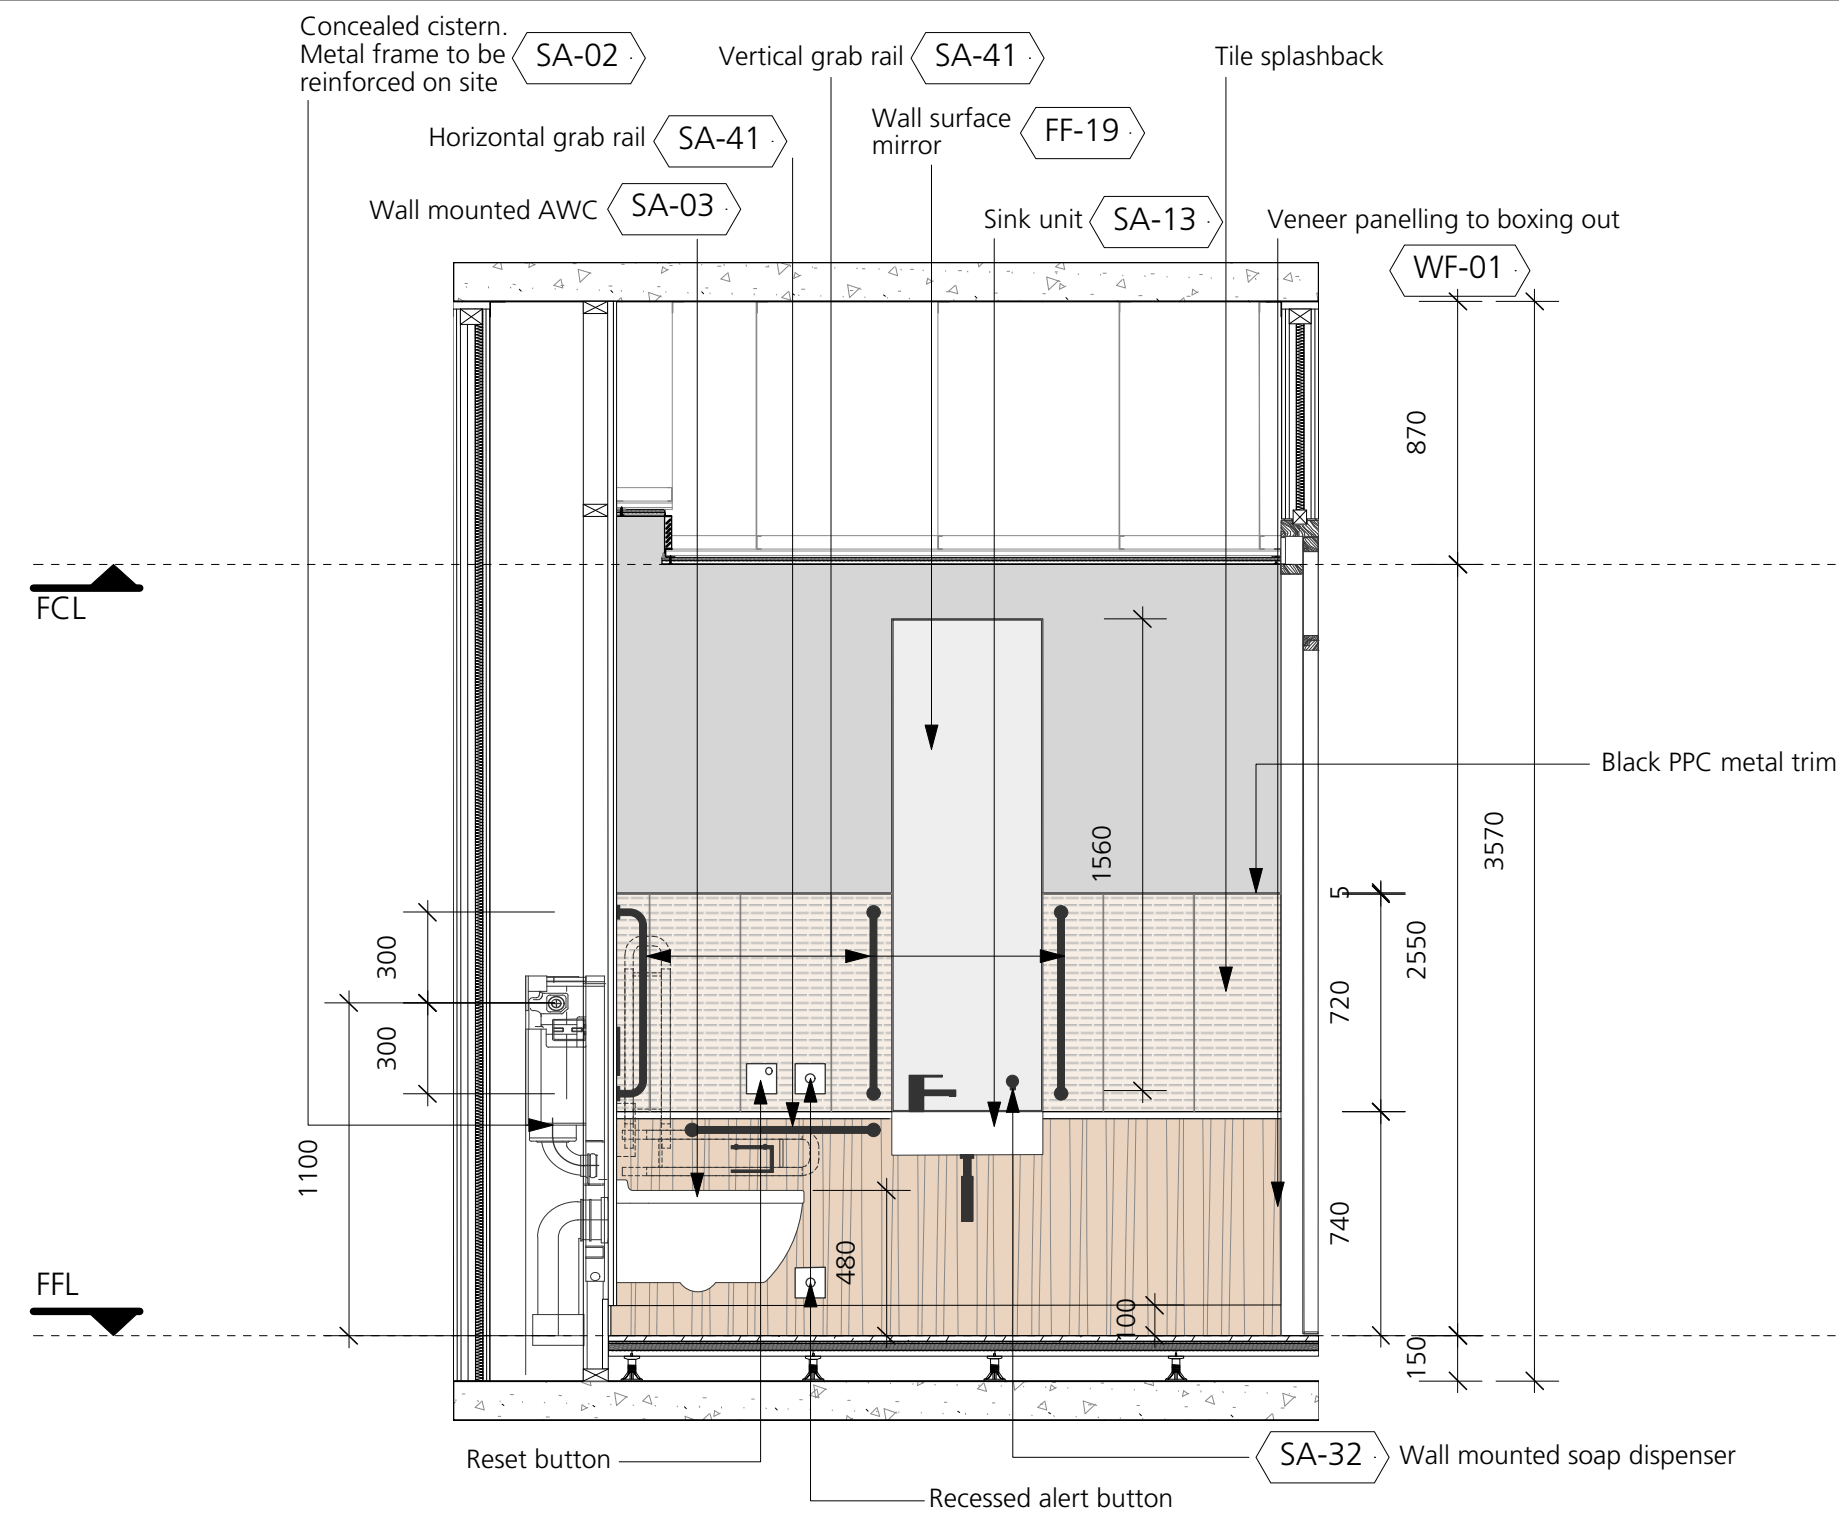 Concealed cistern.
Metal frame to be
reinforced on site
SA-02
Vertical grab rail
SA-41
Tile splashback
Wall surface
mirror
FF-19
Horizontal grab rail
SA-41
Wall mounted AWC
SA-03
Sink unit
SA-13
Veneer panelling to boxing out
WF-01
870
FCL
Black PPC metal trim
1560
3570
5
2550
300
720
300
1100
740
480
FFL
100
150
Reset button
SA-32
Wall mounted soap dispenser
Recessed alert button